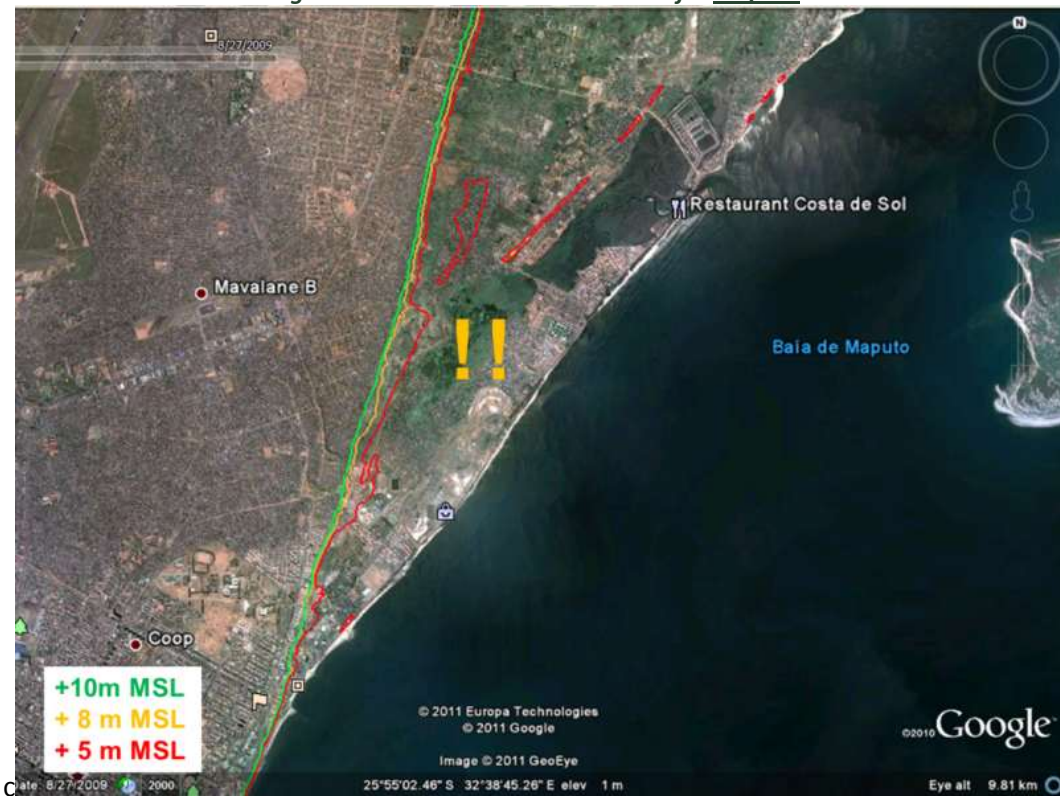 8/27/2009
N
Restaurant Costa de Sol
Mavalane B
!!
Baia de Maputo
Coop
+10m MSL
+ 8 m MSL
+ 5 m MSL
© 2011 Europa Technologies
© 2011 Google
Image © 2011 GeoEye
©2010 Google
Date: 8/27/2009 2000 25°55'02.46" S 32°38'45.26" E elev 1 m Eye alt 9.81 km